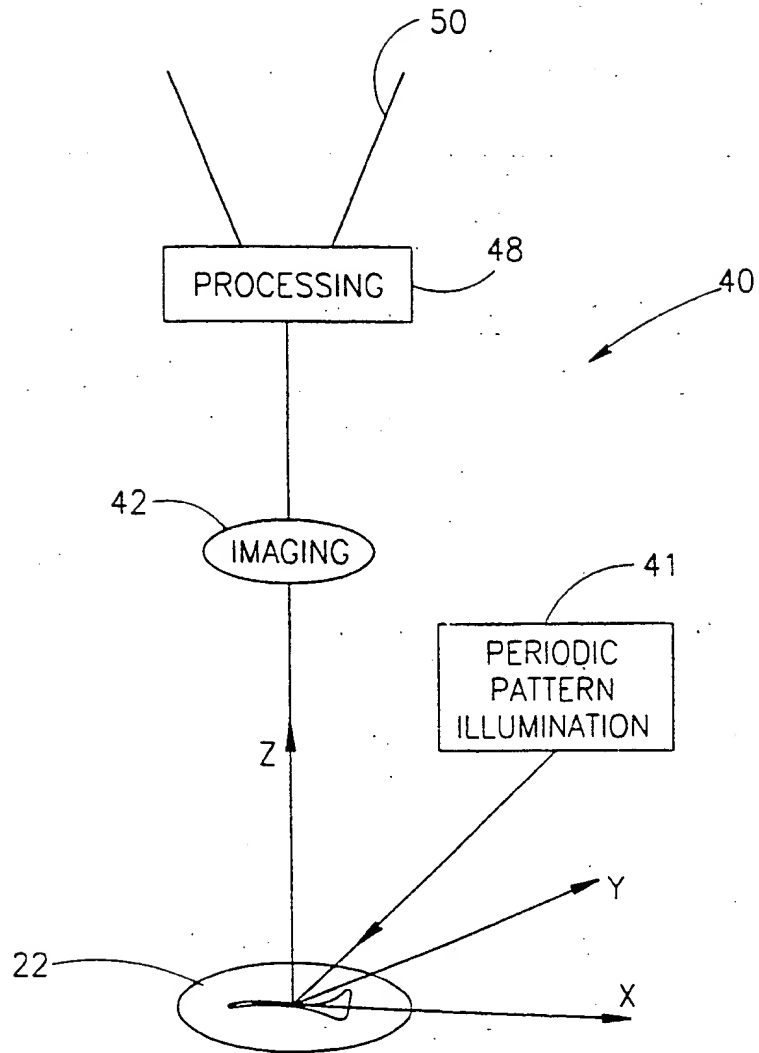 50
PROCESSING
48
40
42
IMAGING
41
PERIODIC
PATTERN
ILLUMINATION
Z
Y
22
X